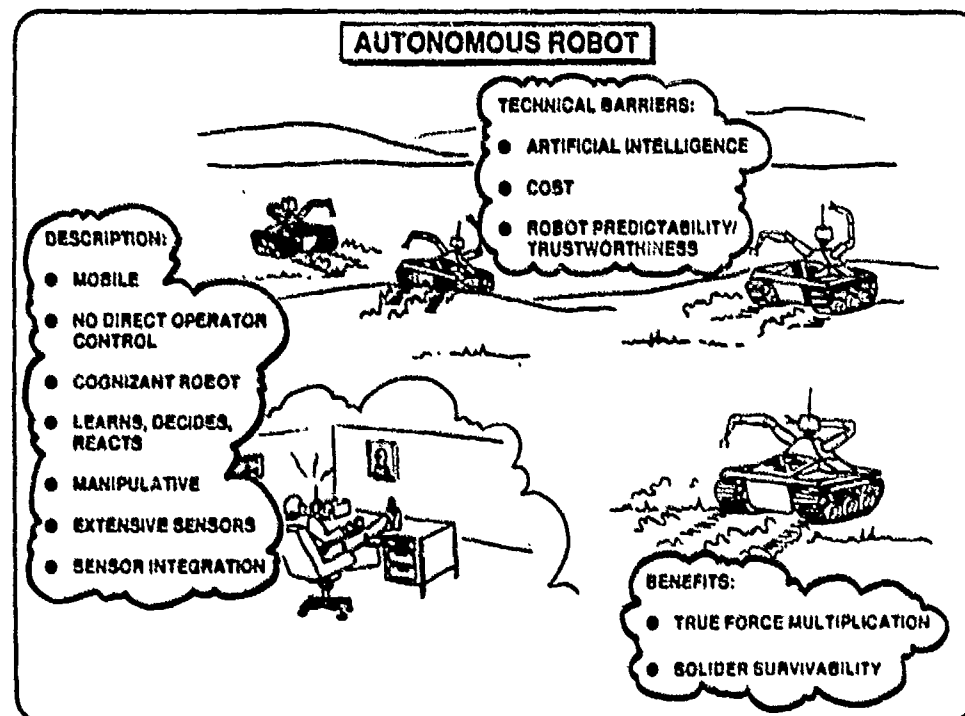 AUTONOMOUS ROBOT
TECHNICAL BARRIERS:
● ARTIFICIAL INTELLIGENCE
● COST
● ROBOT PREDICTABILITY/
TRUSTWORTHINESS
DESCRIPTION:
● MOBILE
● NO DIRECT OPERATOR
CONTROL
● COGNIZANT ROBOT
● LEARNS, DECIDES,
REACTS
● MANIPULATIVE
● EXTENSIVE SENSORS
● SENSOR INTEGRATION
BENEFITS:
● TRUE FORCE MULTIPLICATION
● SOLIDER SURVIVABILITY